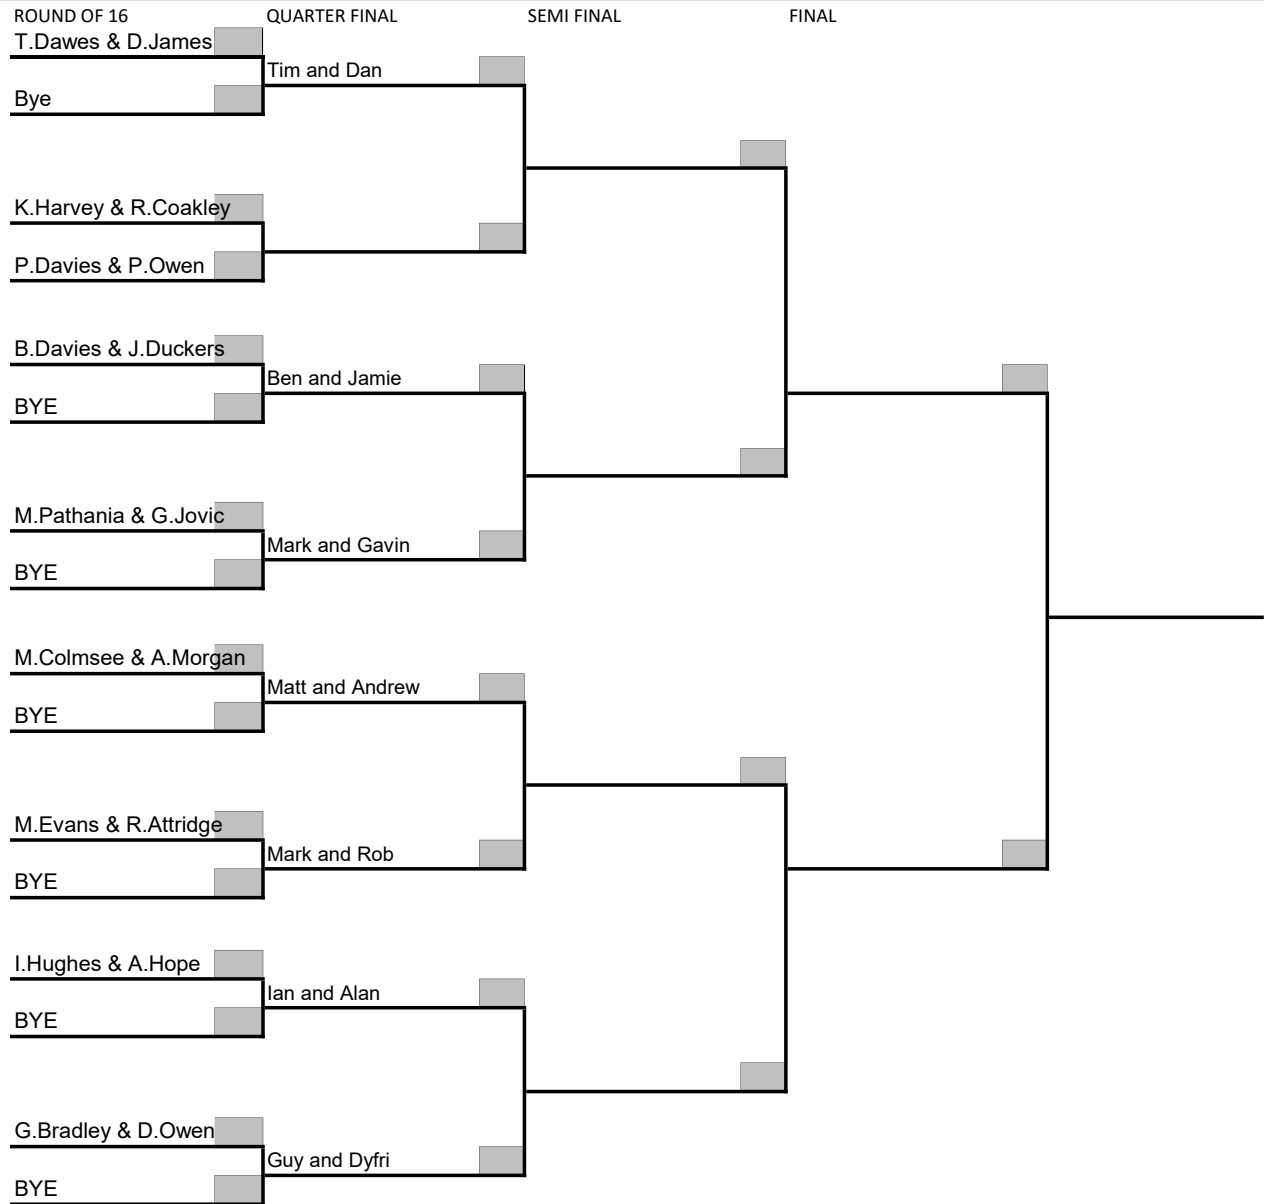 ROUND OF 16 QUARTER FINAL SEMI FINAL FINAL
T.Dawes & D.James
Tim and Dan
Bye
K.Harvey & R.Coakley
P.Davies & P.Owen
B.Davies & J.Duckers
Ben and Jamie
BYE
M.Pathania & G.Jovic
Mark and Gavin
BYE
M.Colmsee & A.Morgan
Matt and Andrew
BYE
M.Evans & R.Attridge
Mark and Rob
BYE
I.Hughes & A.Hope
Ian and Alan
BYE
G.Bradley & D.Owen
Guy and Dyfri
BYE